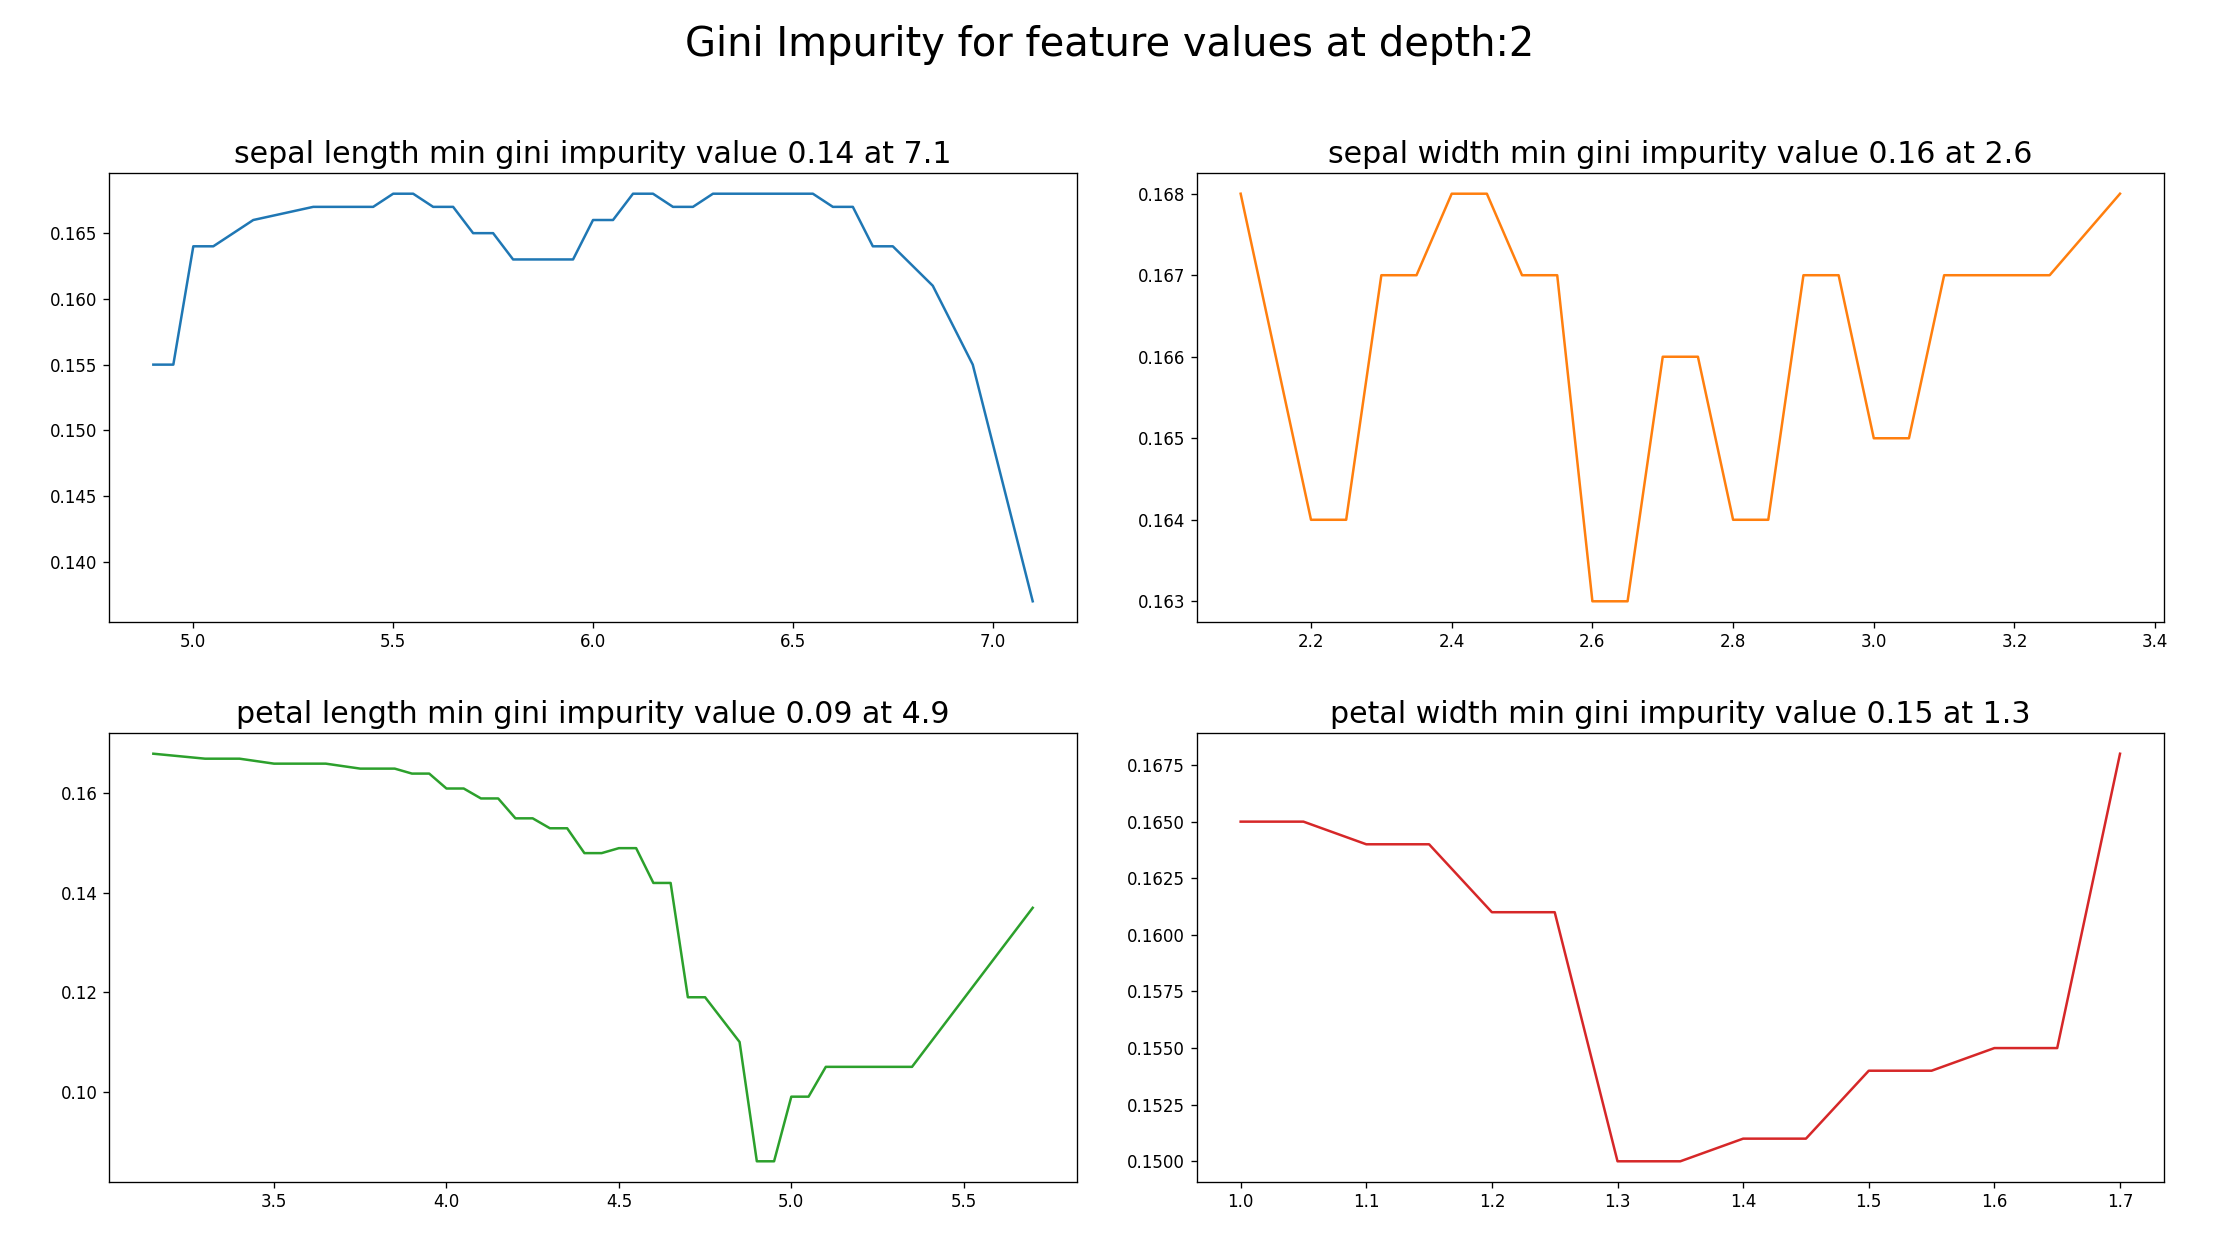 Gini Impurity for feature values at depth:2
sepal length min gini impurity value 0.14 at 7.1
0.165
0.160
0.155
0.150
0.145
0.140
5.0 5.5 6.0 6.5 7.0
sepal width min gini impurity value 0.16 at 2.6
0.168
0.167
0.166
0.165
0.164
0.163
2.2 2.4 2.6 2.8 3.0 3.2 3.4
petal length min gini impurity value 0.09 at 4.9
0.16
0.14
0.12
0.10
3.5 4.0 4.5 5.0 5.5
petal width min gini impurity value 0.15 at 1.3
0.1675
0.1650
0.1625
0.1600
0.1575
0.1550
0.1525
0.1500
1.0 1.1 1.2 1.3 1.4 1.5 1.6 1.7